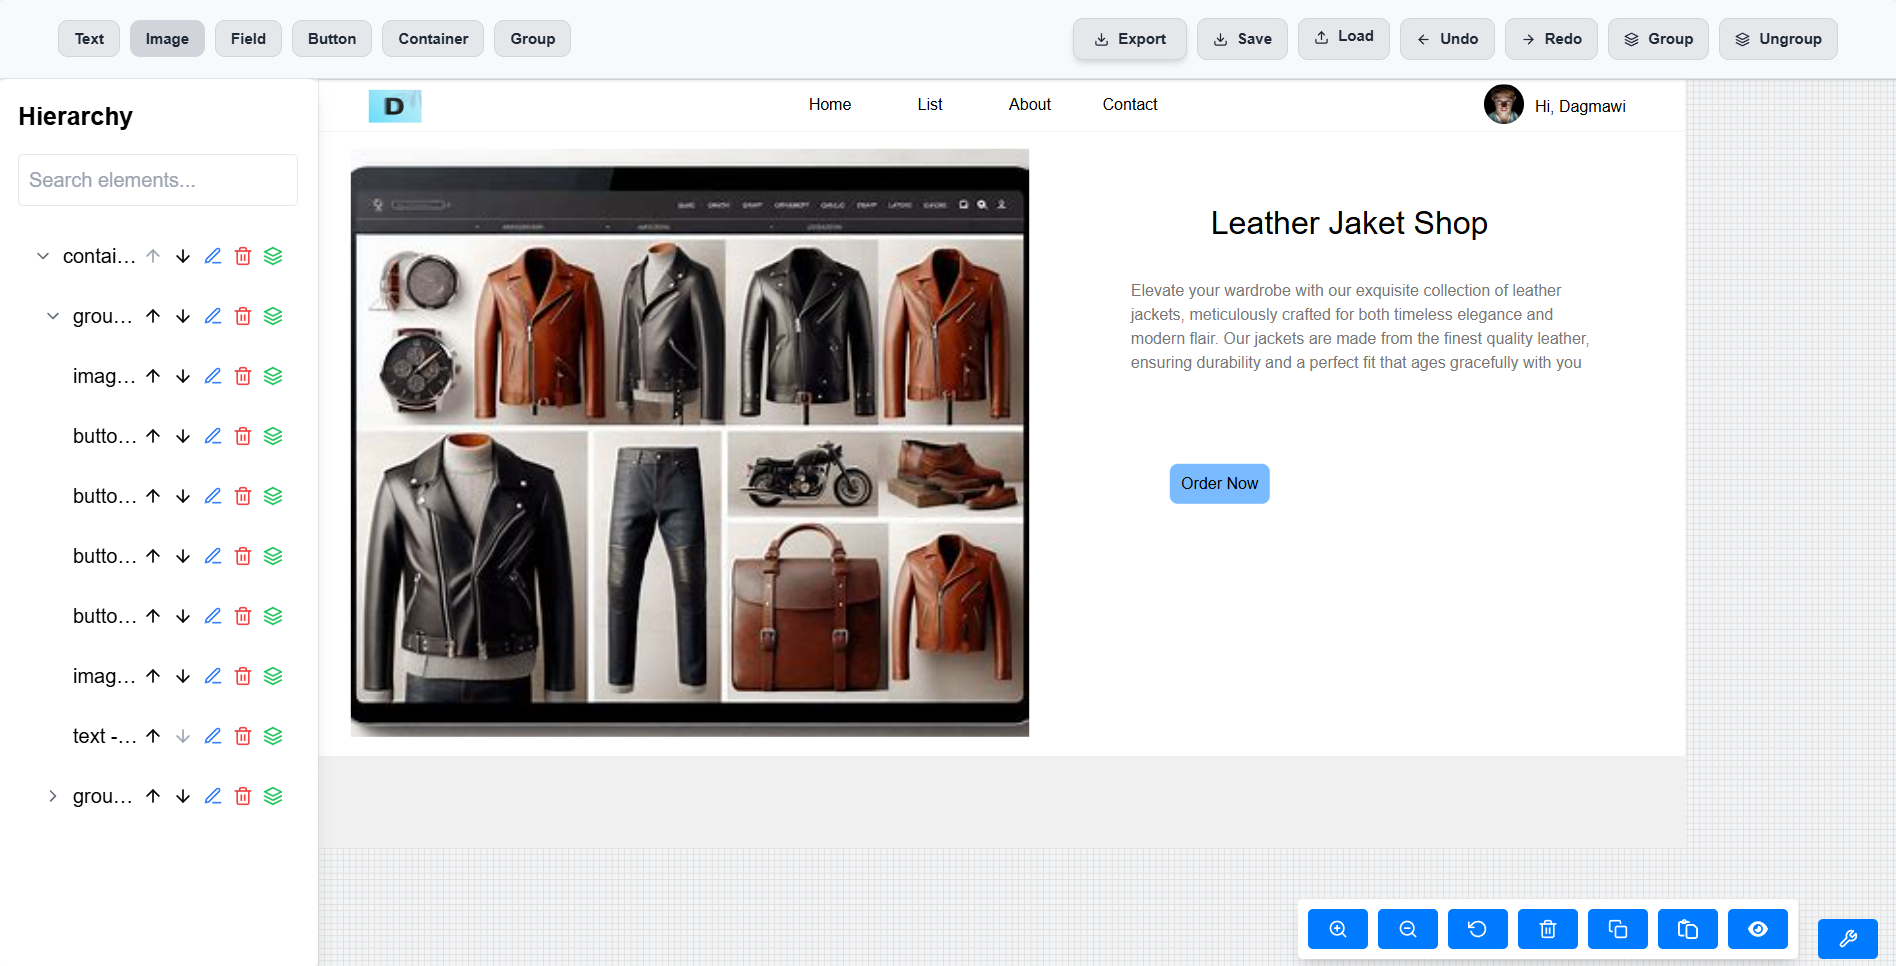 Text Image Field Button Container Group
Export Save Load Undo Redo Group Ungroup
Hierarchy
Search elements...
contai...
grou...
imag...
butto...
butto...
butto...
butto...
imag...
text -...
grou...
D
Home List About Contact
Hi, Dagmawi
Leather Jaket Shop
Elevate your wardrobe with our exquisite collection of leather
jackets, meticulously crafted for both timeless elegance and
modern flair. Our jackets are made from the finest quality leather,
ensuring durability and a perfect fit that ages gracefully with you
Order Now